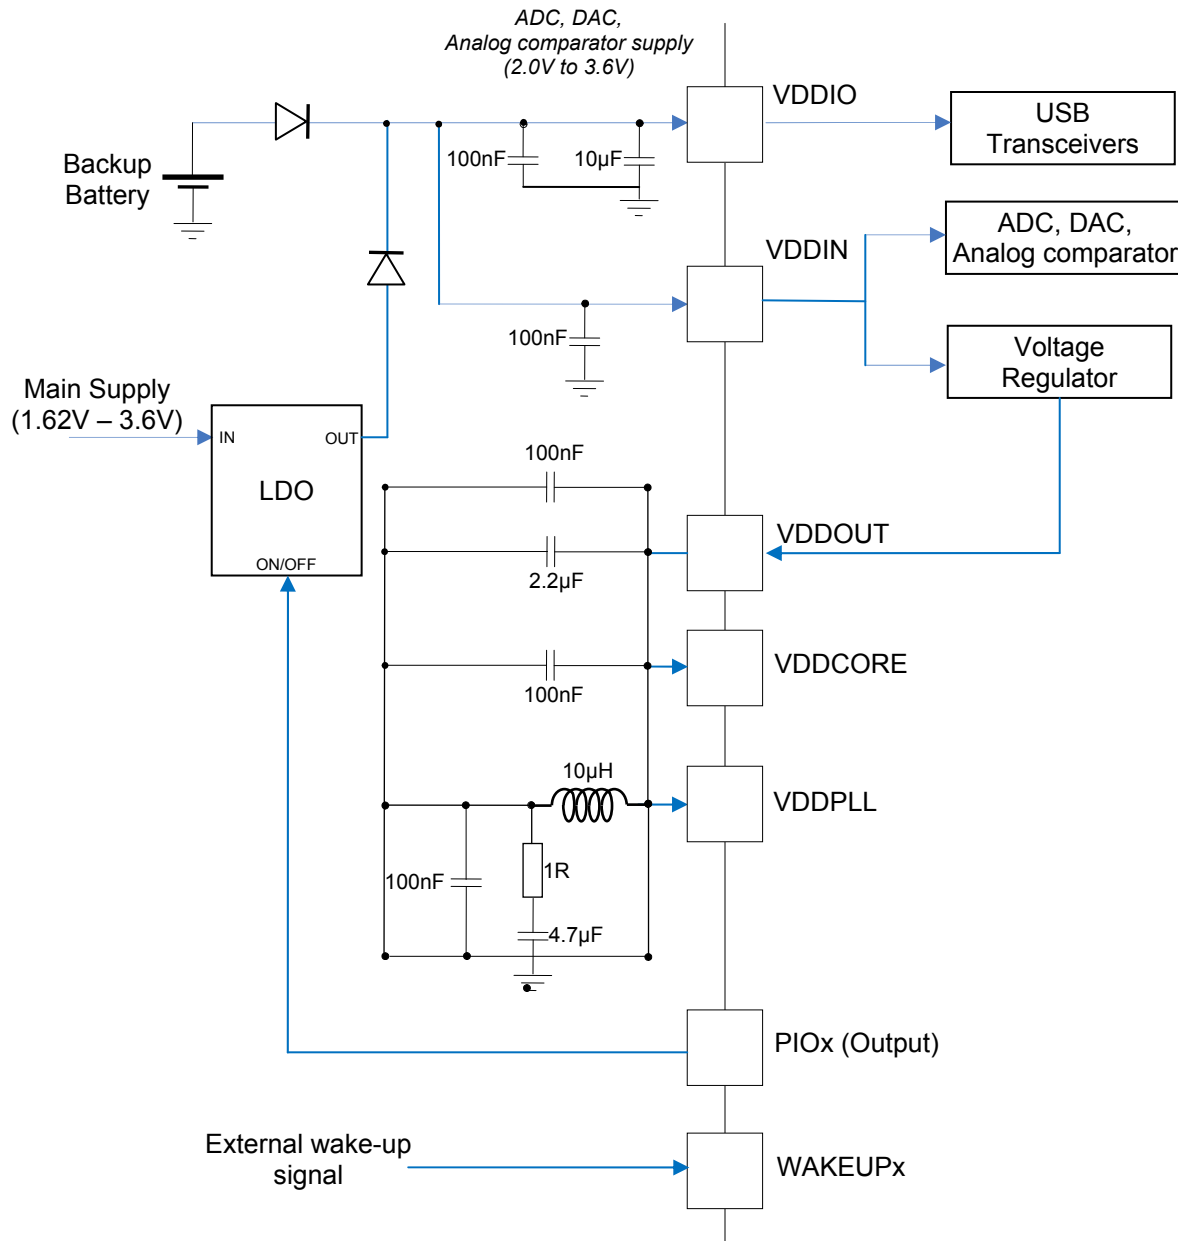 ADC, DAC,
Analog comparator supply
(2.0V to 3.6V)
VDDIO
USB
Transceivers
100nF
10µF
Backup
Battery
VDDIN
ADC, DAC,
Analog comparator
100nF
Voltage
Regulator
Main Supply
(1.62V – 3.6V)
IN
OUT
LDO
ON/OFF
100nF
VDDOUT
2.2µF
VDDCORE
100nF
10µH
VDDPLL
100nF
1R
4.7µF
PIOx (Output)
External wake-up
signal
WAKEUPx